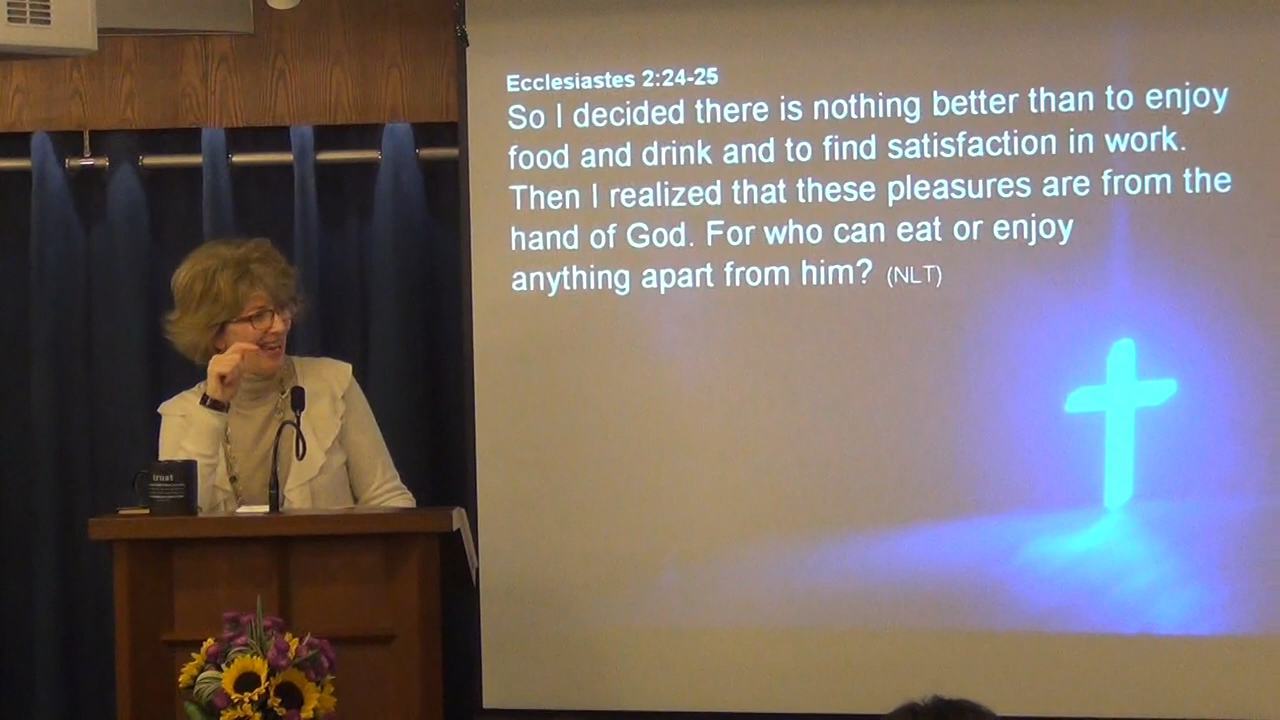 Ecclesiastes 2:24-25
So I decided there is nothing better than to enjoy
food and drink and to find satisfaction in work.
Then I realized that these pleasures are from the
hand of God. For who can eat or enjoy
anything apart from him? (NLT)
trust